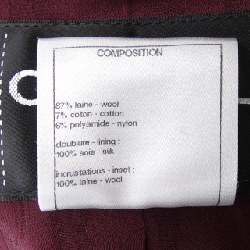 COMPOSITION
87% laine - wool
7% coton - cotton
6% polyamide - nylon
doublure - lining :
100% soie - silk
incrustations - inset :
100% laine - wool